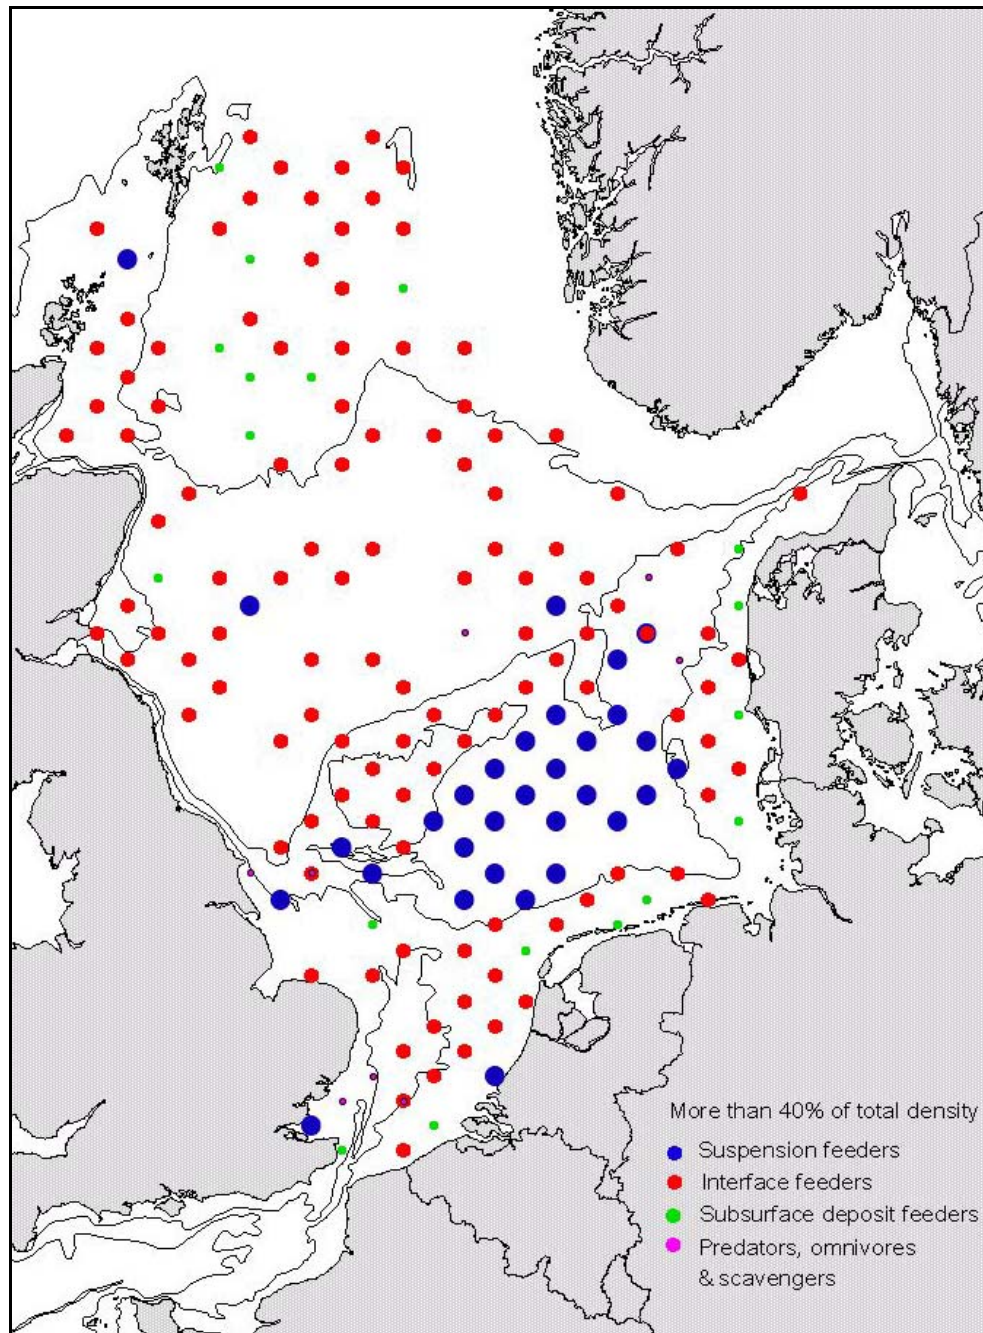 More than 40% of total density
Suspension feeders
Interface feeders
Subsurface deposit feeders
Predators, omnivores
& scavengers